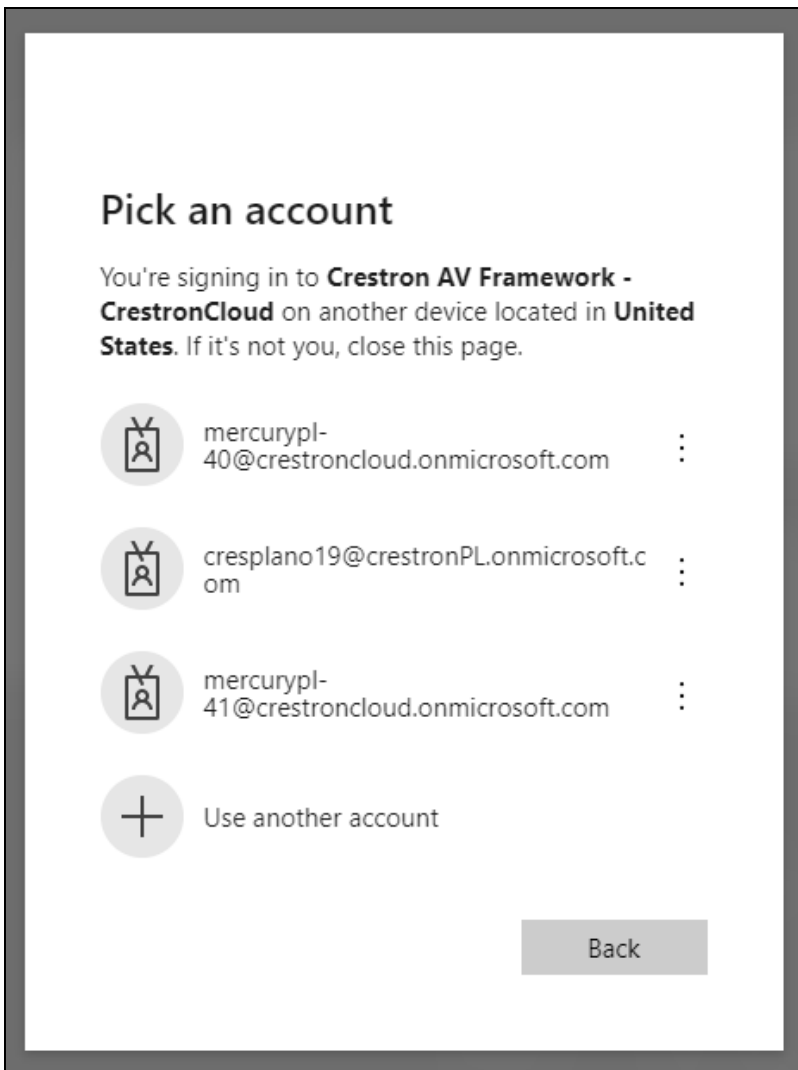 Pick an account
You're signing in to Crestron AV Framework -
CrestronCloud on another device located in United
States. If it's not you, close this page.
mercurypl-
40@crestroncloud.onmicrosoft.com
cresplano19@crestronPL.onmicrosoft.c
om
mercurypl-
41@crestroncloud.onmicrosoft.com
Use another account
Back